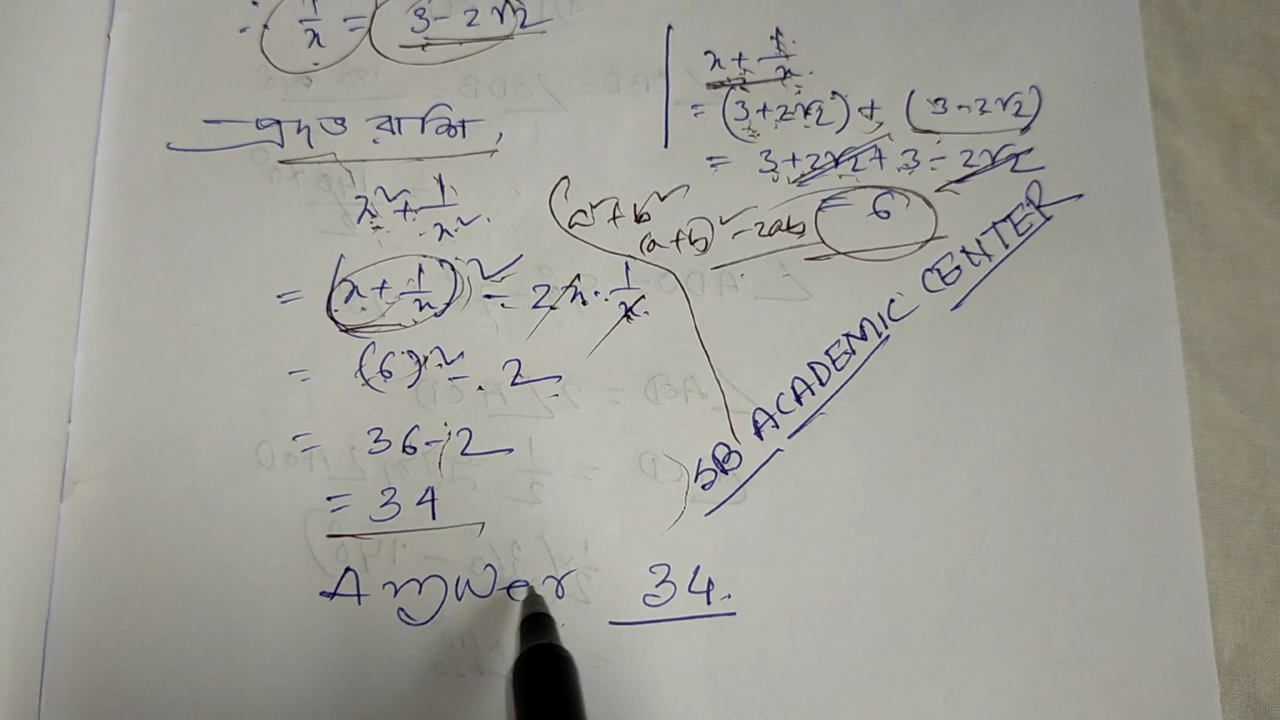 ∴ 1/x = 3 - 2√2
প্রদত্ত রাশি,
x² + 1/x²
= (x + 1/x)² - 2x · 1/x
= (6)² - 2
= 36 - 2
= 34
Answer 34.
x + 1/x
= (3 + 2√2) + (3 - 2√2)
= 3 + 2√2 + 3 - 2√2
= 6
a² + b²
(a+b)² - 2ab
SB ACADEMIC CENTER